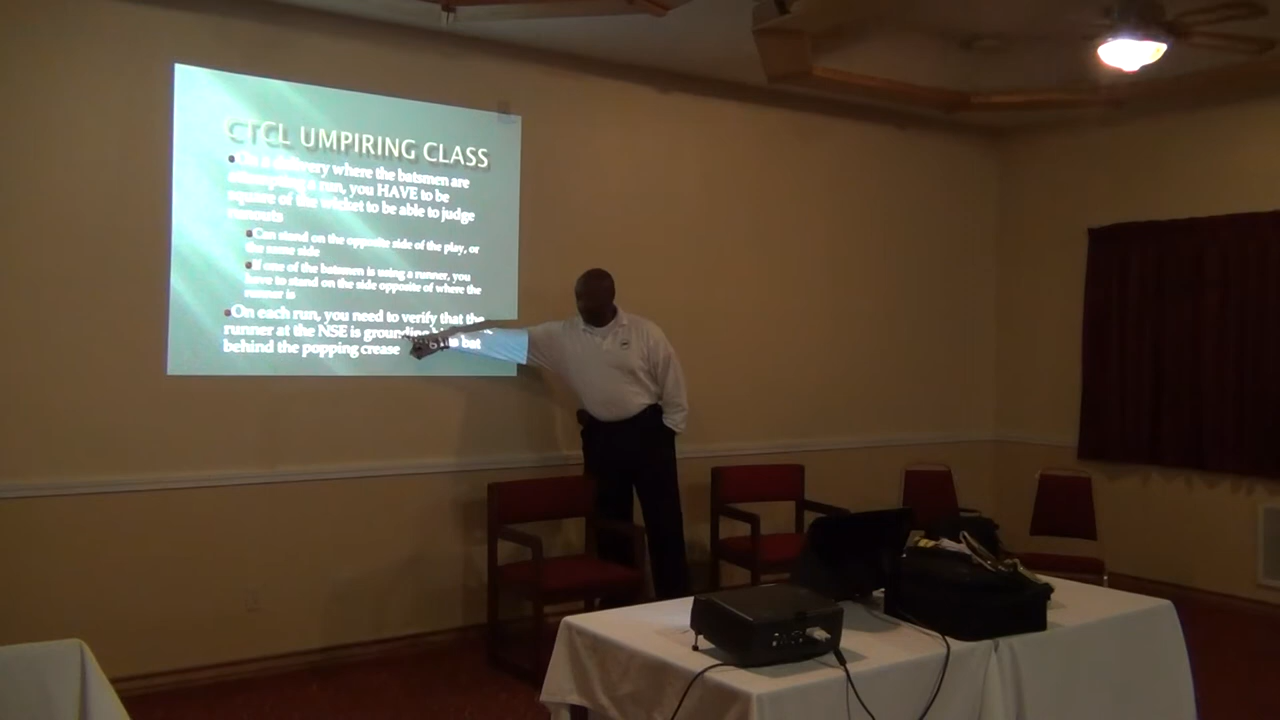 CTCL UMPIRING CLASS
On a delivery where the batsmen are
attempting a run, you HAVE to be
square of the wicket to be able to judge
runouts
Can stand on the opposite side of the play, or
the same side
If one of the batsmen is using a runner, you
have to stand on the side opposite of where the
runner is
On each run, you need to verify that the
runner at the NSE is grounding bat
behind the popping crease